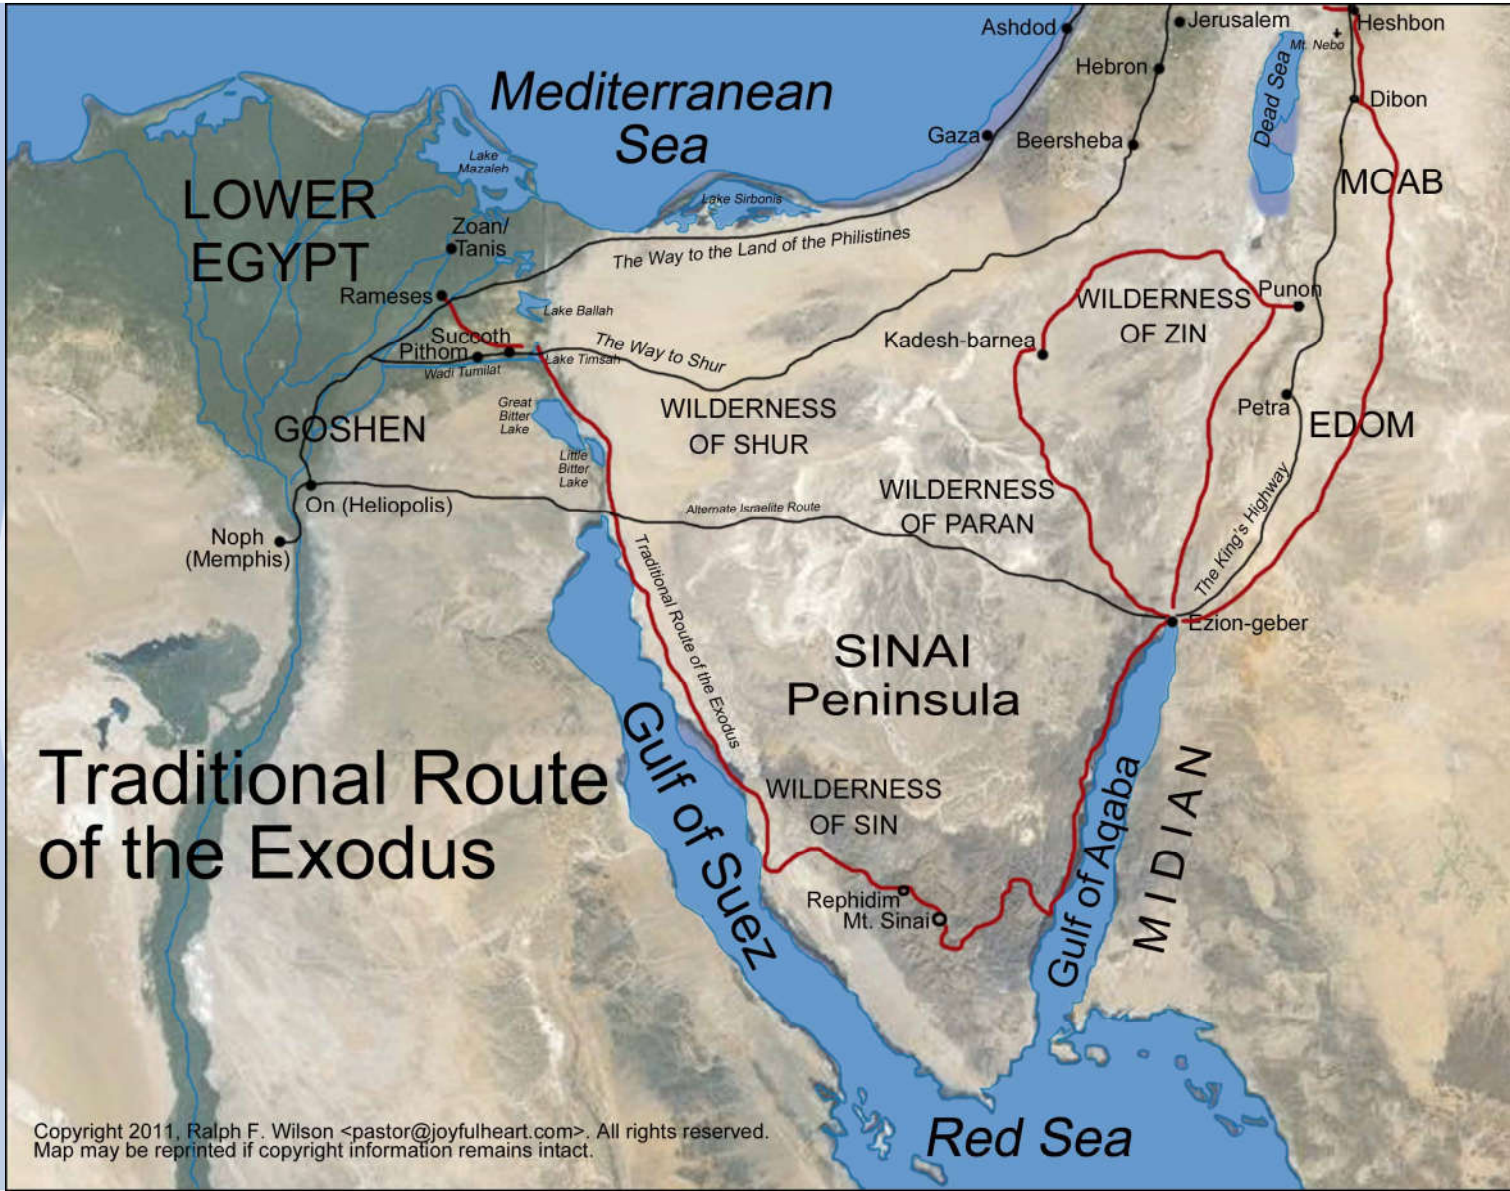 Ashdod
Jerusalem
Heshbon
Mt. Nebo
Hebron
Mediterranean
Sea
Dead Sea
Dibon
Gaza
Beersheba
Lake
Mazaleh
MOAB
LOWER
EGYPT
Lake Sirbonis
Zoan/
Tanis
The Way to the Land of the Philistines
Rameses
Punon
WILDERNESS
OF ZIN
Lake Ballah
Succoth
Pithom
Kadesh-barnea
The Way to Shur
Lake Timsah
Wadi Tumilat
Great
Bitter
Lake
WILDERNESS
OF SHUR
Petra
EDOM
GOSHEN
Little
Bitter
Lake
WILDERNESS
OF PARAN
On (Heliopolis)
Alternate Israelite Route
The King's Highway
Noph
(Memphis)
Traditional Route of the Exodus
Ezion-geber
SINAI
Peninsula
Traditional Route
of the Exodus
Gulf of Suez
WILDERNESS
OF SIN
Gulf of Aqaba
MIDIAN
Rephidim
Mt. Sinai
Red Sea
Copyright 2011, Ralph F. Wilson <pastor@joyfulheart.com>. All rights reserved.
Map may be reprinted if copyright information remains intact.